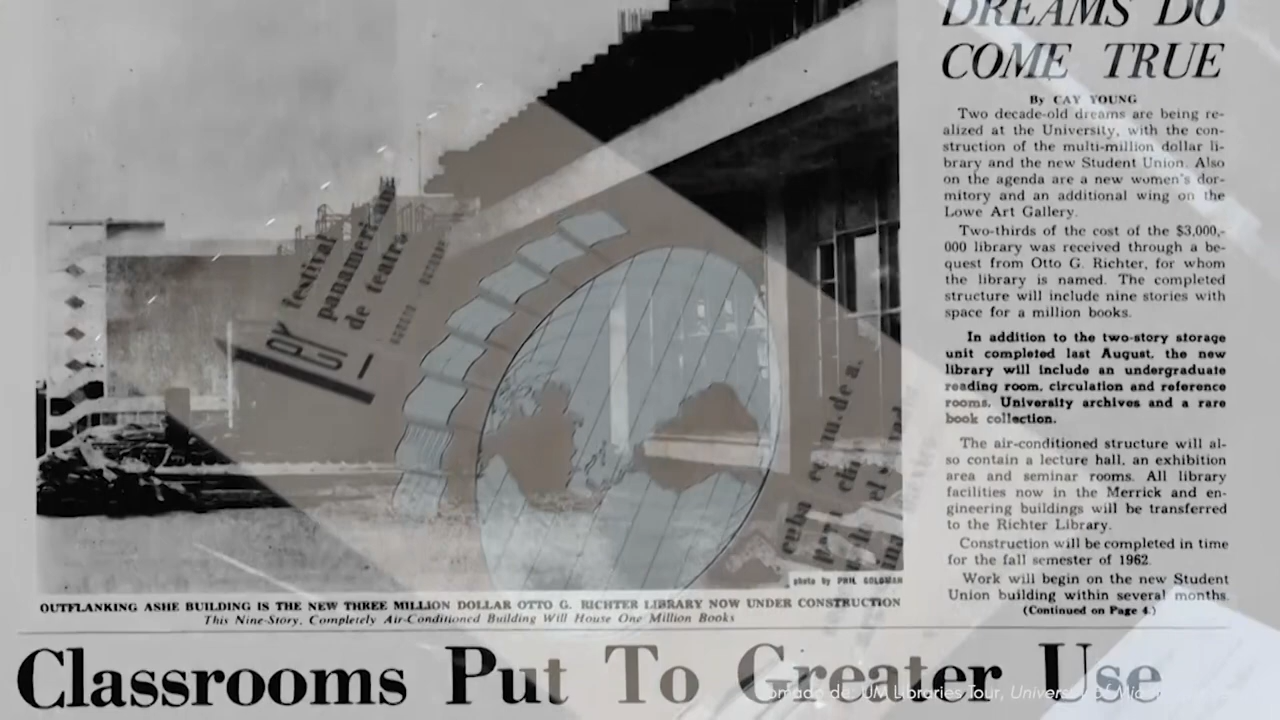 DREAMS DO
COME TRUE
By CAY YOUNG
Two decade-old dreams are being re-
alized at the University, with the con-
struction of the multi-million dollar li-
brary and the new Student Union. Also
on the agenda are a new women's dor-
mitory and an additional wing on the
Lowe Art Gallery.
Two-thirds of the cost of the $3,000,-
000 library was received through a be-
quest from Otto G. Richter, for whom
the library is named. The completed
structure will include nine stories with
space for a million books.
In addition to the two-story storage
unit completed last August, the new
library will include an undergraduate
reading room, circulation and reference
rooms, University archives and a rare
book collection.
The air-conditioned structure will al-
so contain a lecture hall, an exhibition
area and seminar rooms. All library
facilities now in the Merrick and en-
gineering buildings will be transferred
to the Richter Library.
Construction will be completed in time
for the fall semester of 1962.
Work will begin on the new Student
Union building within several months.
(Continued on Page 4.)
1er
festival
panamerican
de teatro
cuba
photo by PHIL GOLDMAN
OUTFLANKING ASHE BUILDING IS THE NEW THREE MILLION DOLLAR OTTO G. RICHTER LIBRARY NOW UNDER CONSTRUCTION
This Nine-Story, Completely Air-Conditioned Building Will House One Million Books
Classrooms Put To Greater Use
de: UM Libraries Tour, University of